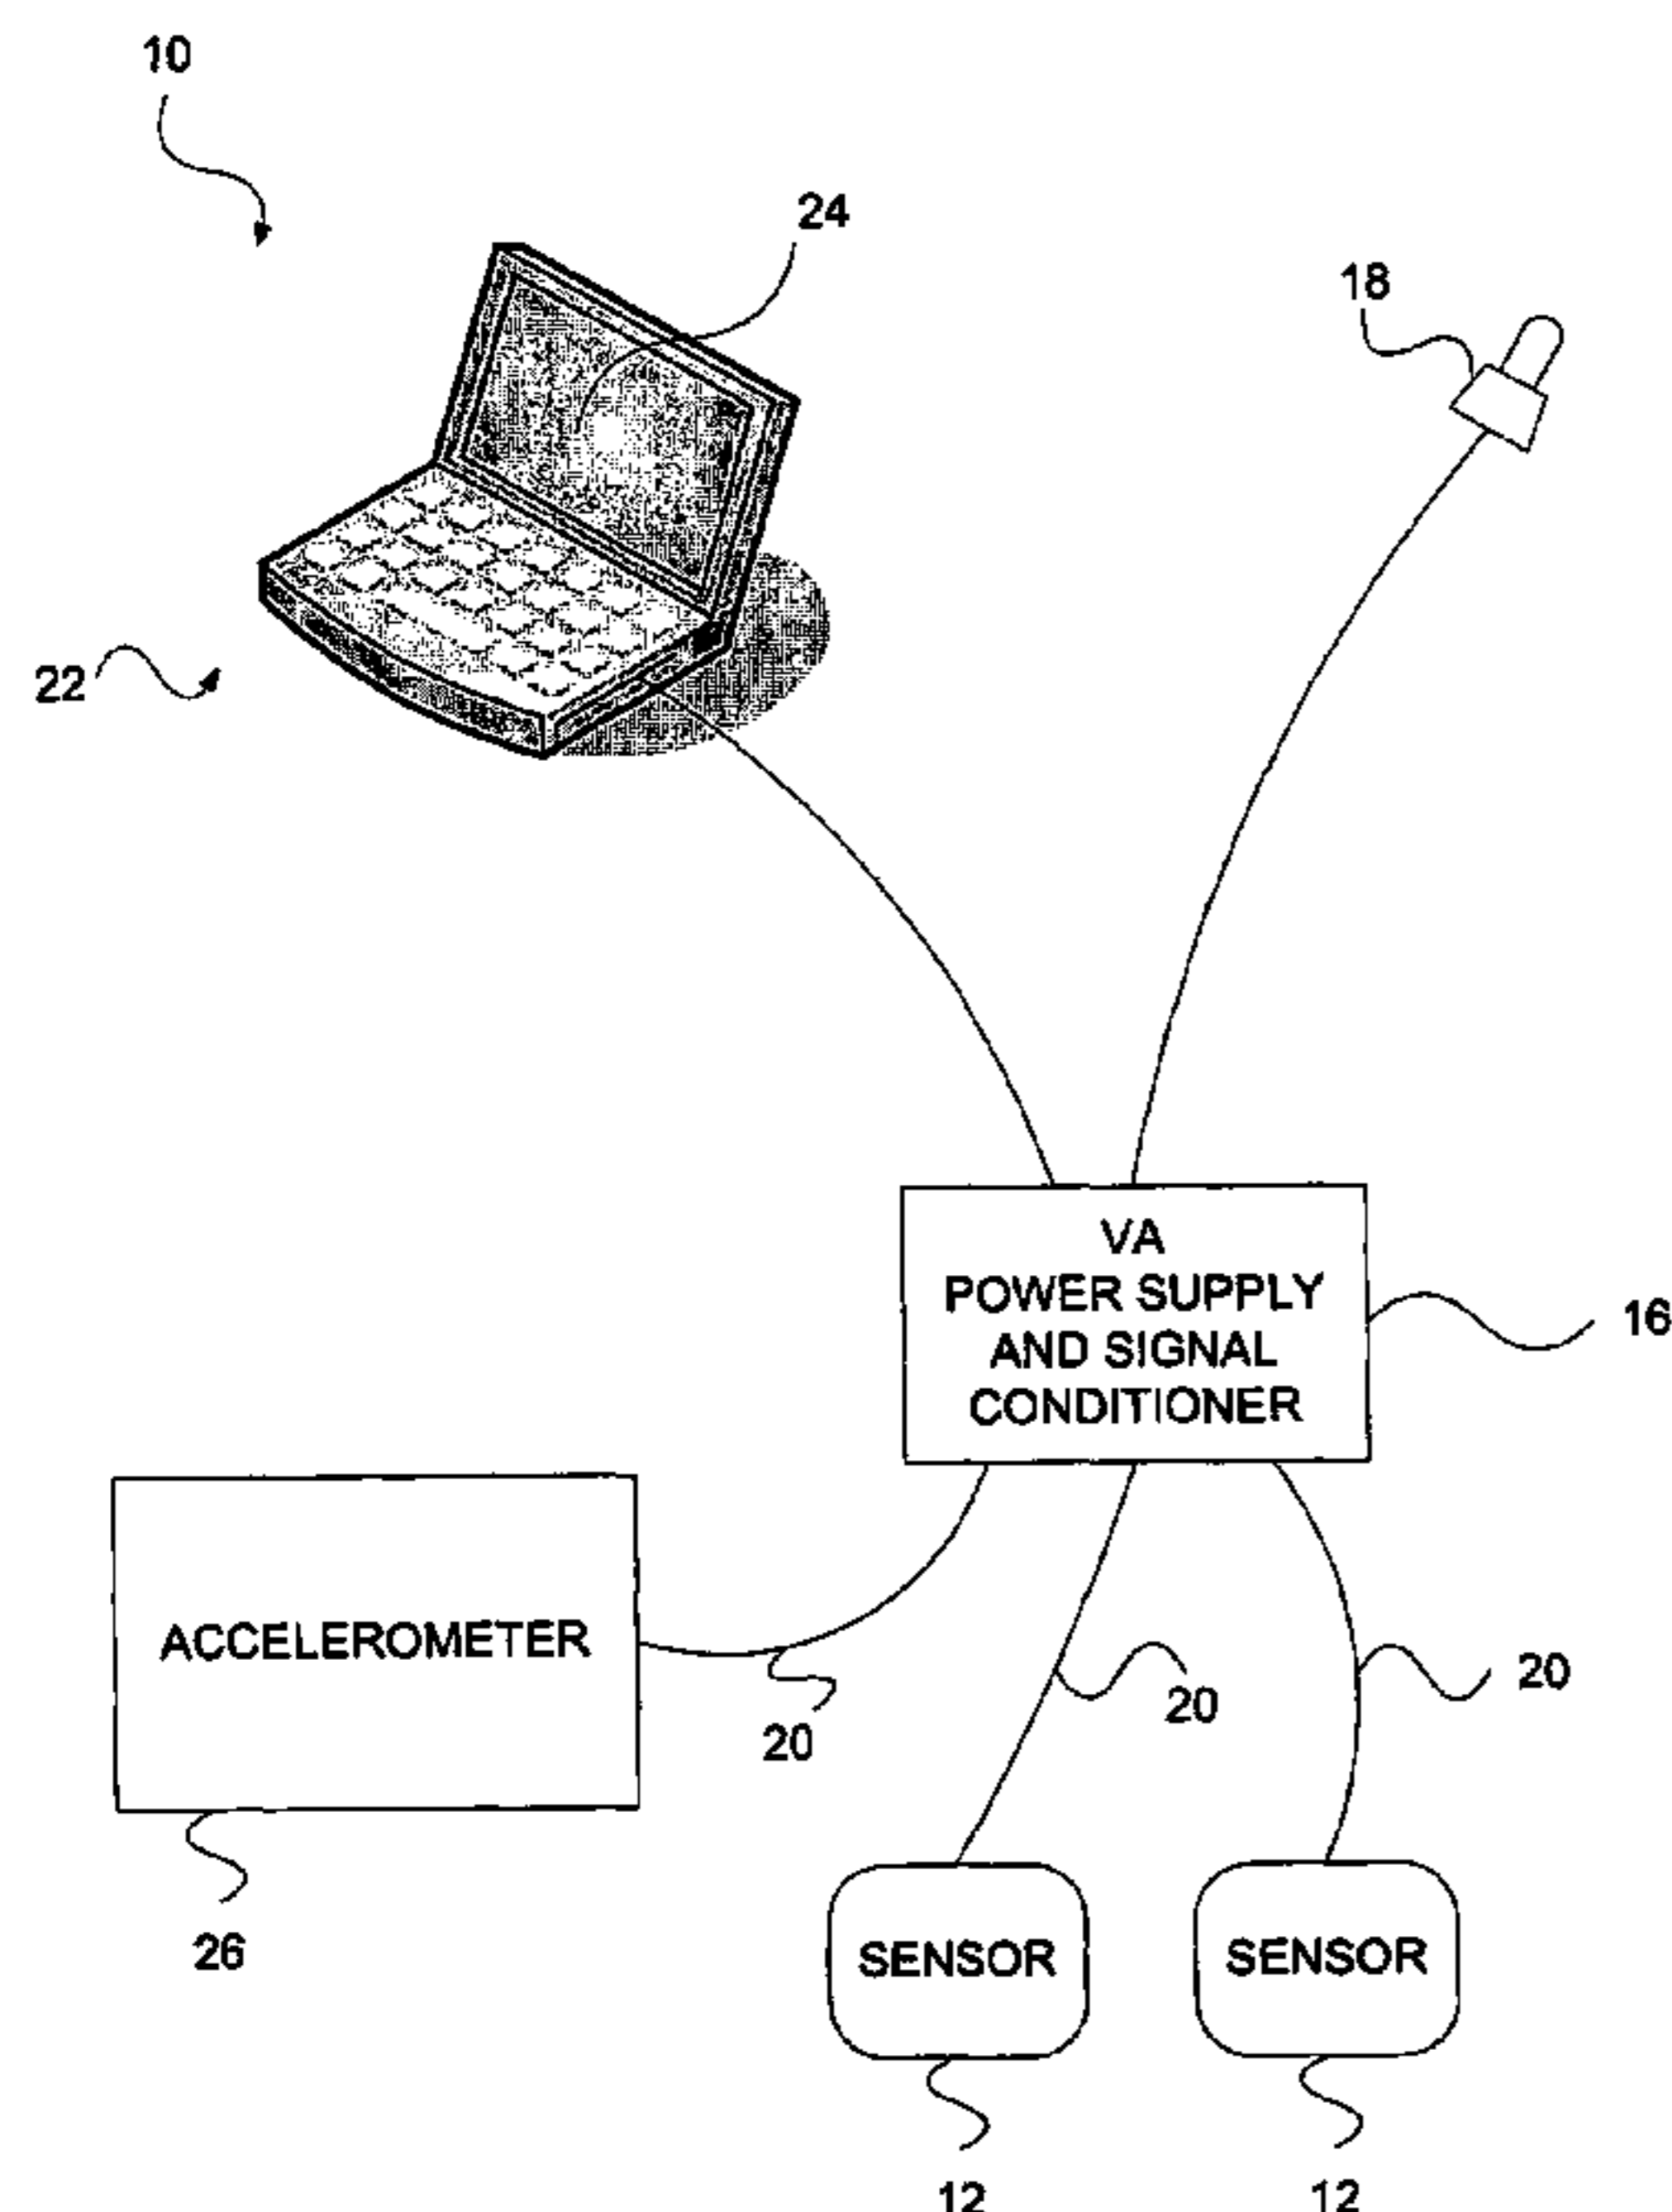 10
24
18
22
VA
POWER SUPPLY
AND SIGNAL
CONDITIONER
16
ACCELEROMETER
20
20
20
26
SENSOR
SENSOR
12
12